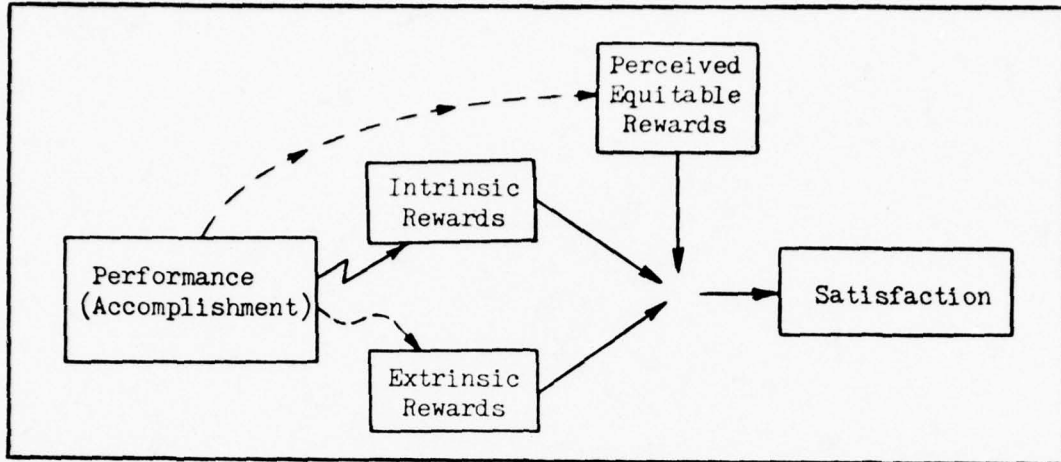 Perceived
Equitable
Rewards
Intrinsic
Rewards
Performance
(Accomplishment)
Satisfaction
Extrinsic
Rewards